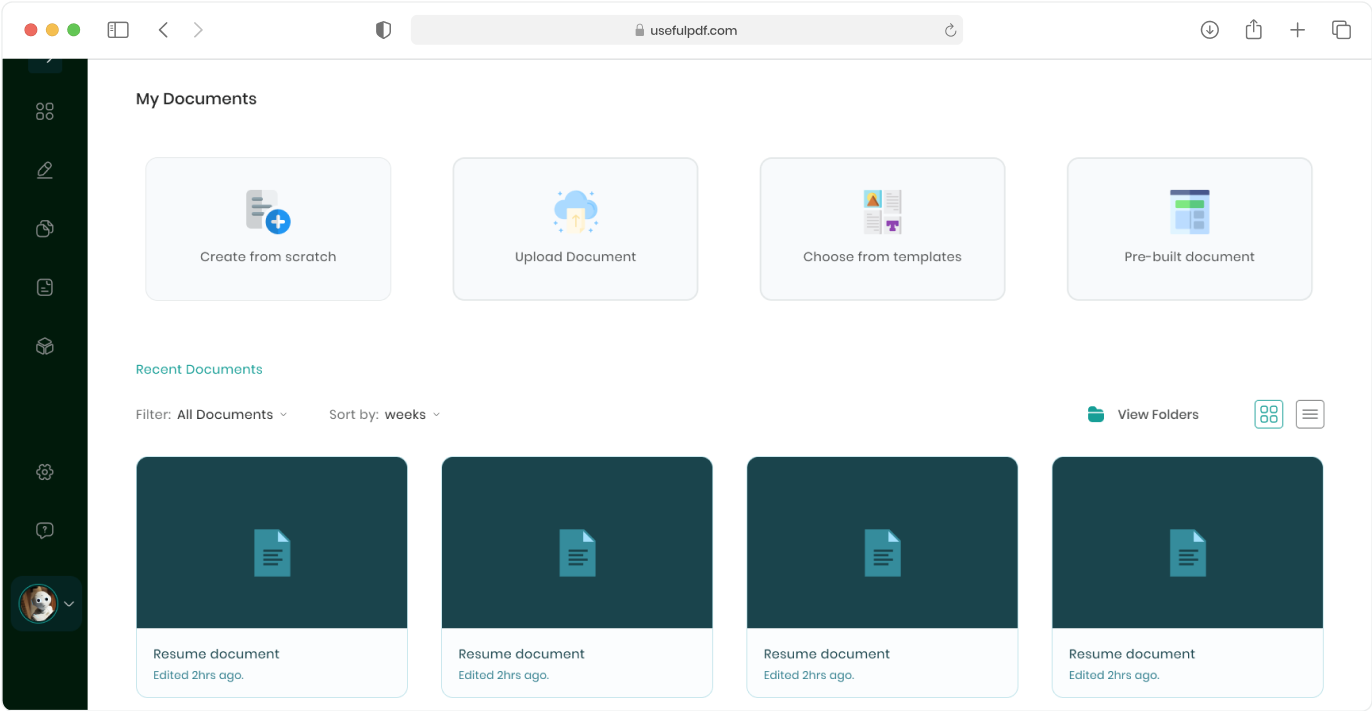 usefulpdf.com
My Documents
Create from scratch
Upload Document
Choose from templates
Pre-built document
Recent Documents
Filter: All Documents
Sort by: weeks
View Folders
Resume document
Edited 2hrs ago.
Resume document
Edited 2hrs ago.
Resume document
Edited 2hrs ago.
Resume document
Edited 2hrs ago.